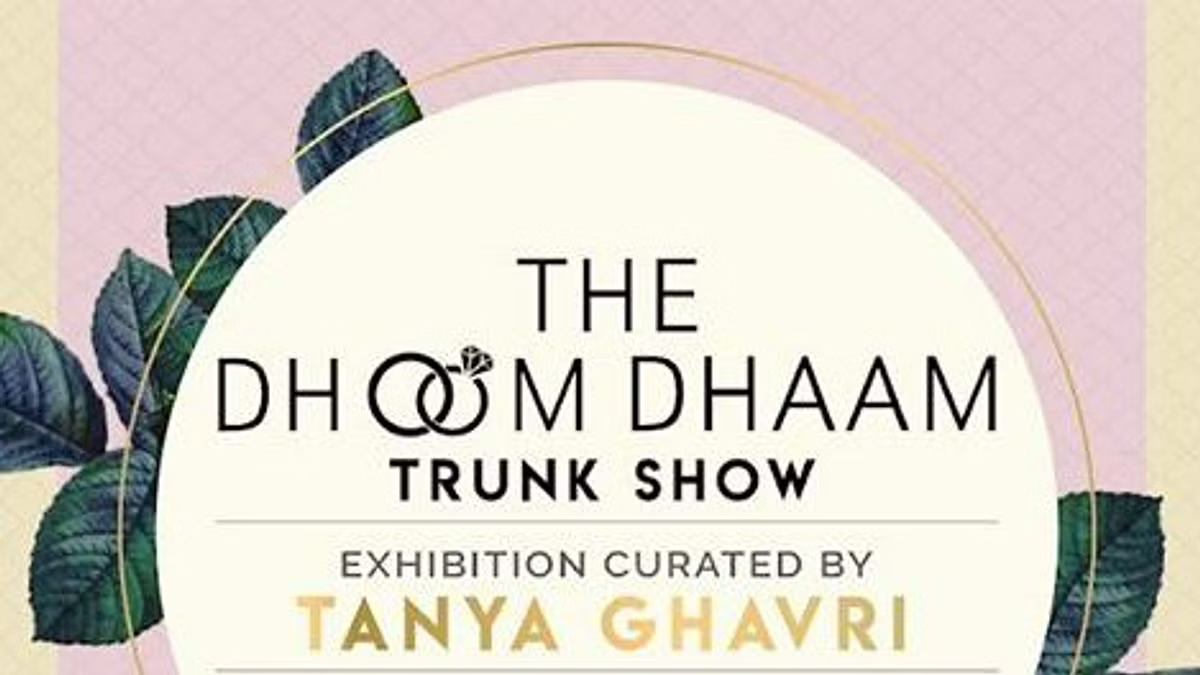 THE
DHOOM DHAAM
TRUNK SHOW
EXHIBITION CURATED BY
TANYA GHAVRI